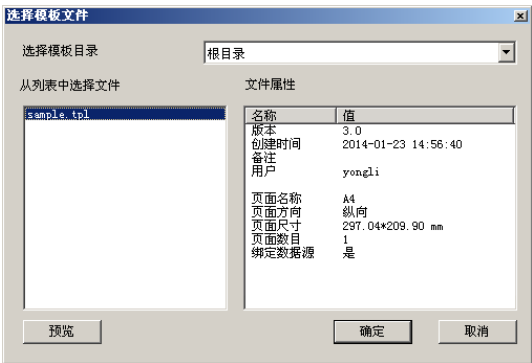 选择模板文件
选择模板目录 根目录
从列表中选择文件 文件属性
sample.tpl
名称 值
版本 3.0
创建时间 2014-01-23 14:56:40
备注
用户 yongli
页面名称 A4
页面方向 纵向
页面尺寸 297.04*209.90 mm
页面数目 1
绑定数据源 是
预览 确定 取消